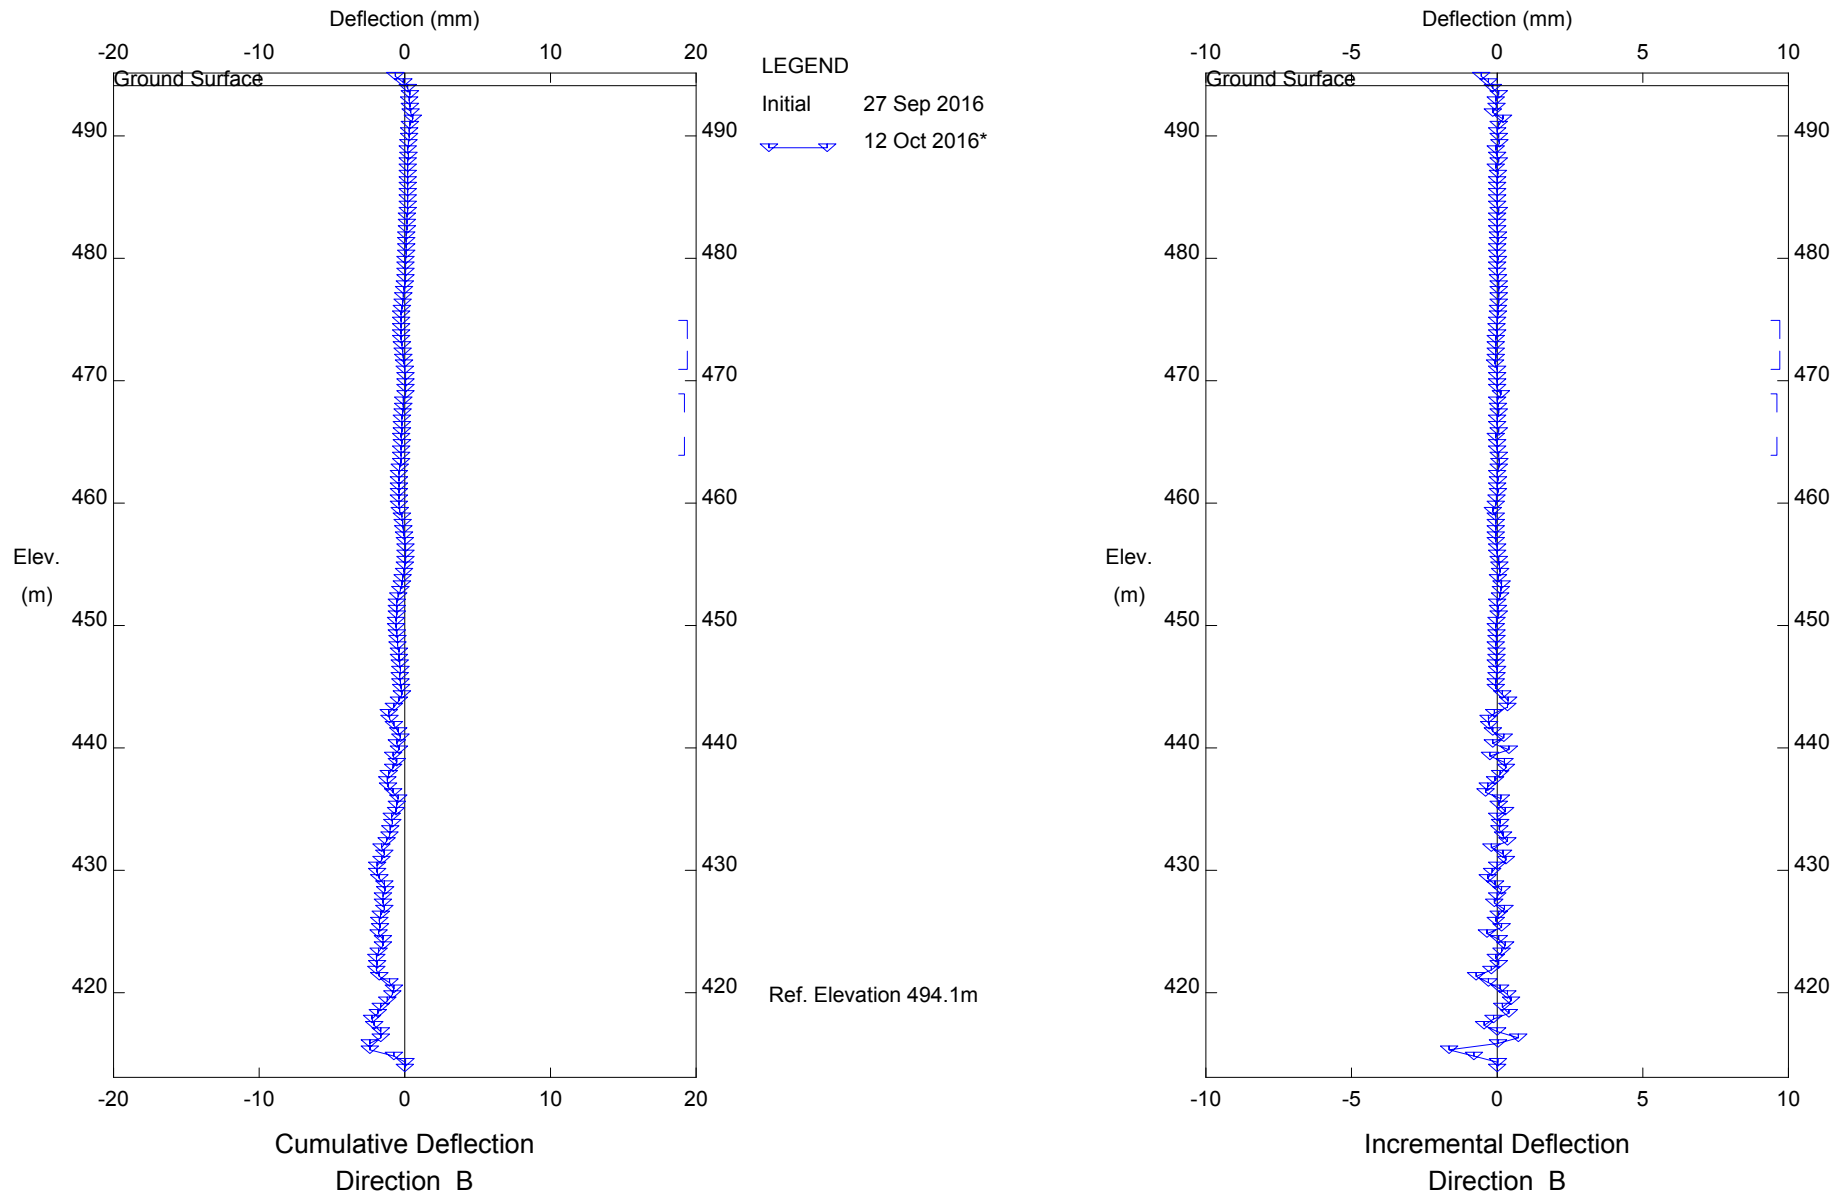 Deflection (mm)
-20 -10 0 10 20
Ground Surface
490 490
480 480
470 470
460 460
Elev.
(m)
450 450
440 440
430 430
420 420
-20 -10 0 10 20
Cumulative Deflection
Direction B
LEGEND
Initial 27 Sep 2016
12 Oct 2016*
Ref. Elevation 494.1m
Deflection (mm)
-10 -5 0 5 10
Ground Surface
490 490
480 480
470 470
460 460
Elev.
(m)
450 450
440 440
430 430
420 420
-10 -5 0 5 10
Incremental Deflection
Direction B